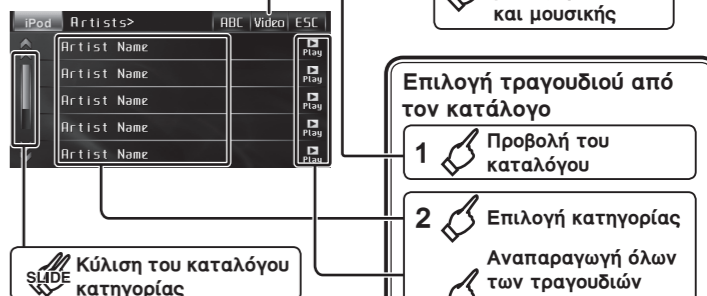 και μουσικής
iPod Artists> ABC Video ESC
Artist Name Play
Artist Name Play
Artist Name Play
Artist Name Play
Artist Name Play
SLIDE Κύλιση του καταλόγου
κατηγορίας
Επιλογή τραγουδιού από
τον κατάλογο
1 Προβολή του
καταλόγου
2 Επιλογή κατηγορίας
Αναπαραγωγή όλων
των τραγουδιών